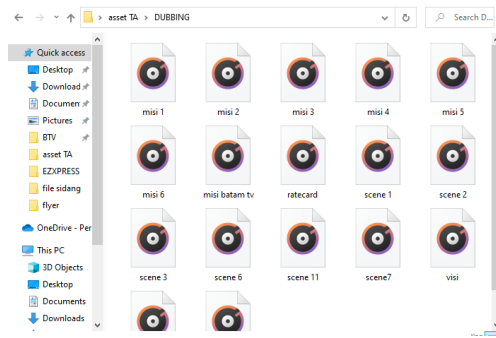 asset TA > DUBBING
Search D...
Quick access
Desktop
Download
Documen
Pictures
BTV
asset TA
EZXPRESS
file sidang
flyer
OneDrive - Per
This PC
3D Objects
Desktop
Documents
Downloads
misi 1 misi 2 misi 3 misi 4 misi 5
misi 6 misi batam tv ratecard scene 1 scene 2
scene 3 scene 6 scene 11 scene7 visi